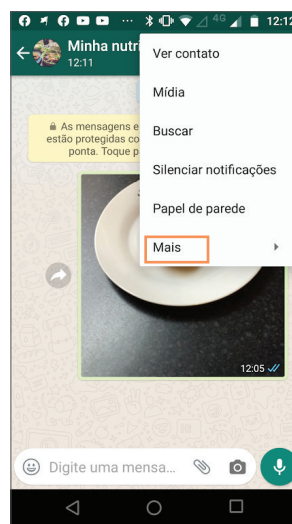 4G 12:12
Minha nutri
12:11
Ver contato
Mídia
Buscar
Silenciar notificações
Papel de parede
Mais
As mensagens e
estão protegidas co
ponta. Toque p
12:05
Digite uma mensa...